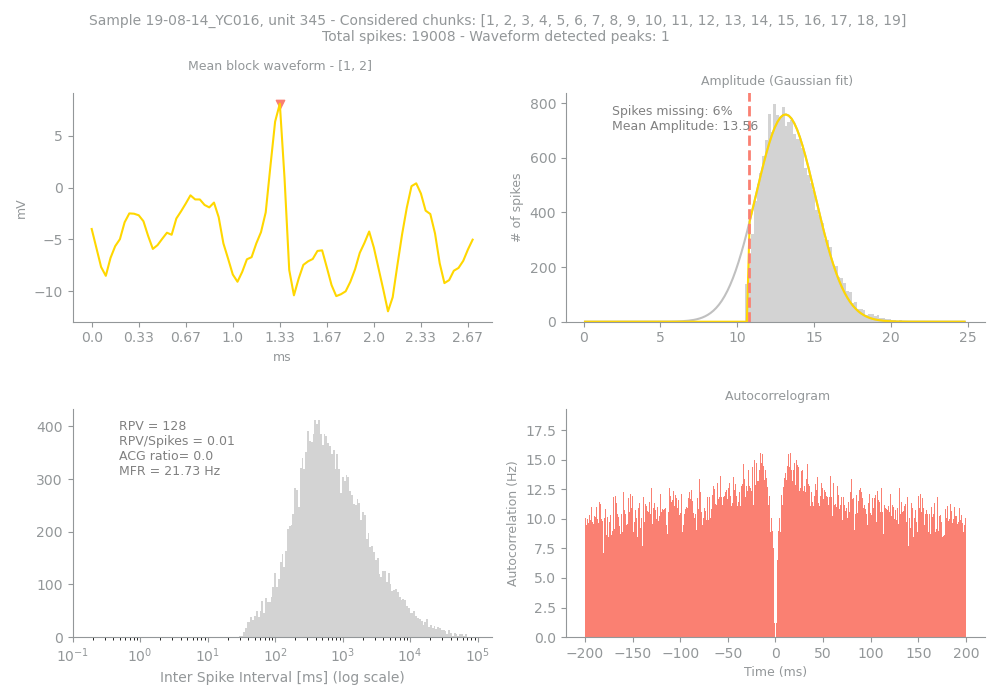 Sample 19-08-14_YC016, unit 345 - Considered chunks: [1, 2, 3, 4, 5, 6, 7, 8, 9, 10, 11, 12, 13, 14, 15, 16, 17, 18, 19]
Total spikes: 19008 - Waveform detected peaks: 1
Mean block waveform - [1, 2]
5
0
−5
−10
mV
0.0 0.33 0.67 1.0 1.33 1.67 2.0 2.33 2.67
ms
Amplitude (Gaussian fit)
Spikes missing: 6%
Mean Amplitude: 13.56
800
600
400
200
0
# of spikes
0 5 10 15 20 25
RPV = 128
RPV/Spikes = 0.01
ACG ratio= 0.0
MFR = 21.73 Hz
400
300
200
100
0
10⁻¹ 10⁰ 10¹ 10² 10³ 10⁴ 10⁵
Inter Spike Interval [ms] (log scale)
Autocorrelogram
17.5
15.0
12.5
10.0
7.5
5.0
2.5
0.0
Autocorrelation (Hz)
−200 −150 −100 −50 0 50 100 150 200
Time (ms)